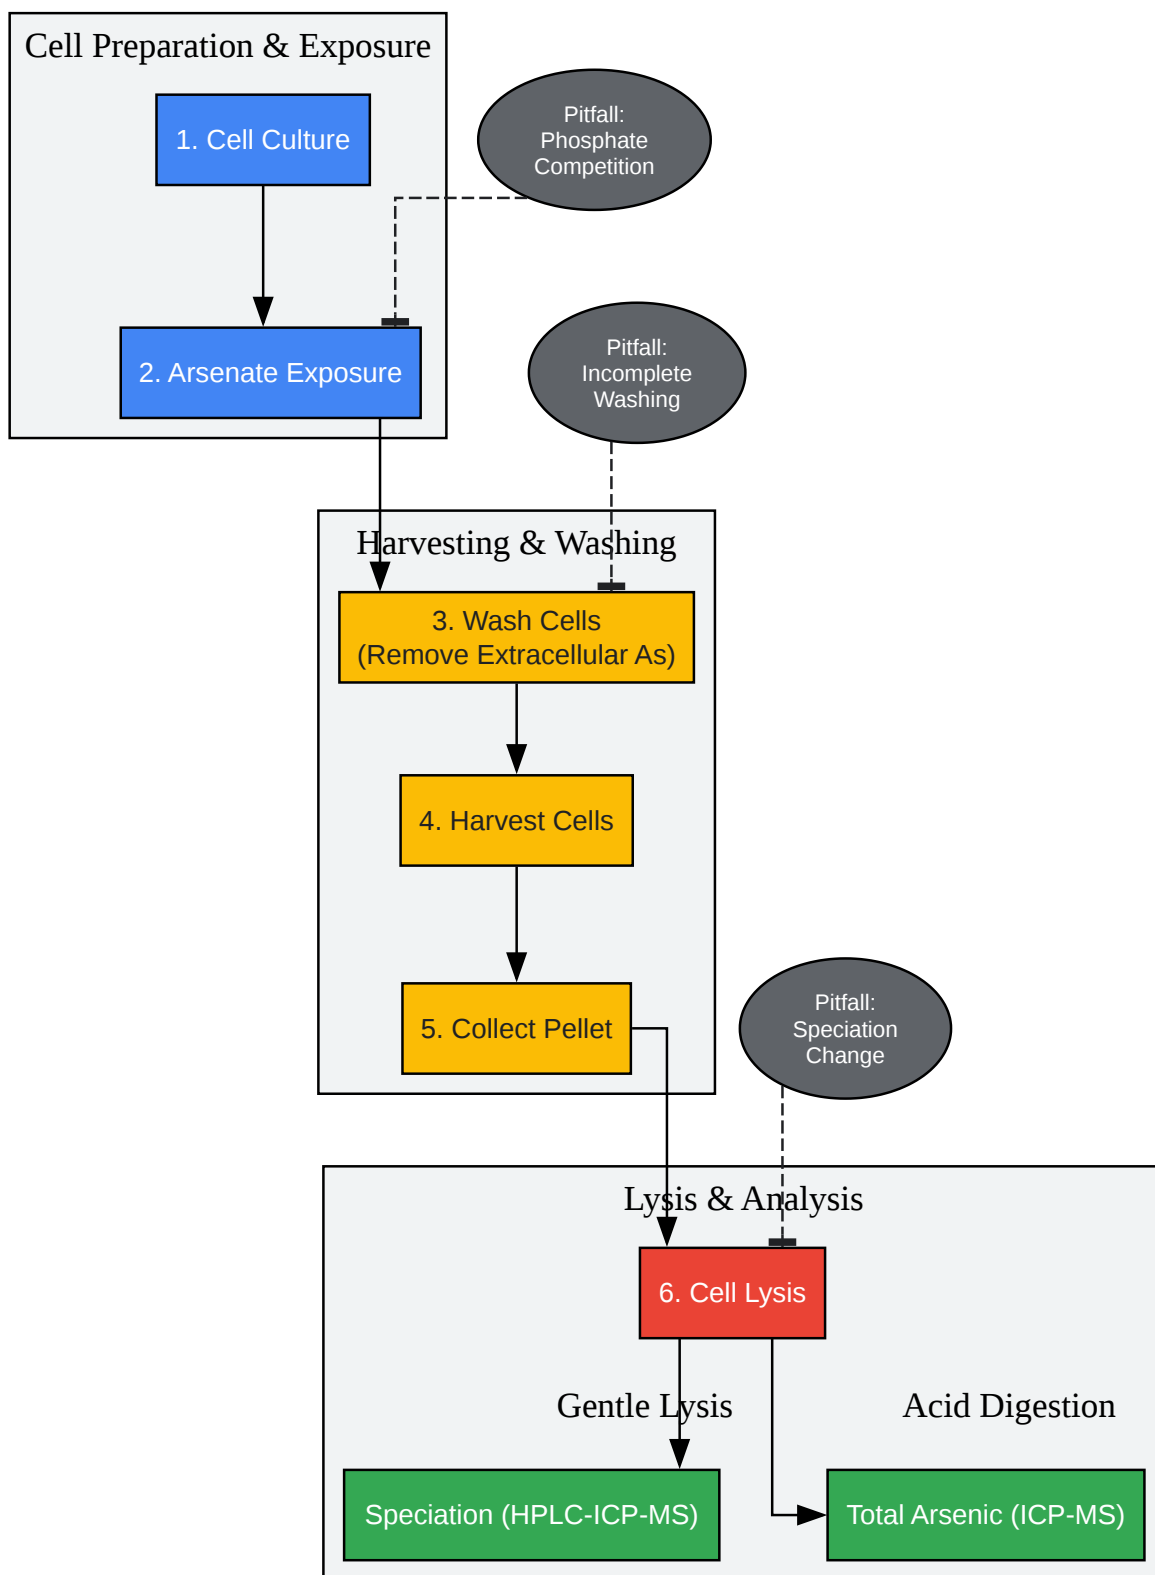 Cell Preparation & Exposure
1. Cell Culture
Pitfall:
Phosphate
Competition
2. Arsenate Exposure
Pitfall:
Incomplete
Washing
Harvesting & Washing
3. Wash Cells
(Remove Extracellular As)
4. Harvest Cells
5. Collect Pellet
Pitfall:
Speciation
Change
Lysis & Analysis
6. Cell Lysis
Gentle Lysis
Acid Digestion
Speciation (HPLC-ICP-MS)
Total Arsenic (ICP-MS)